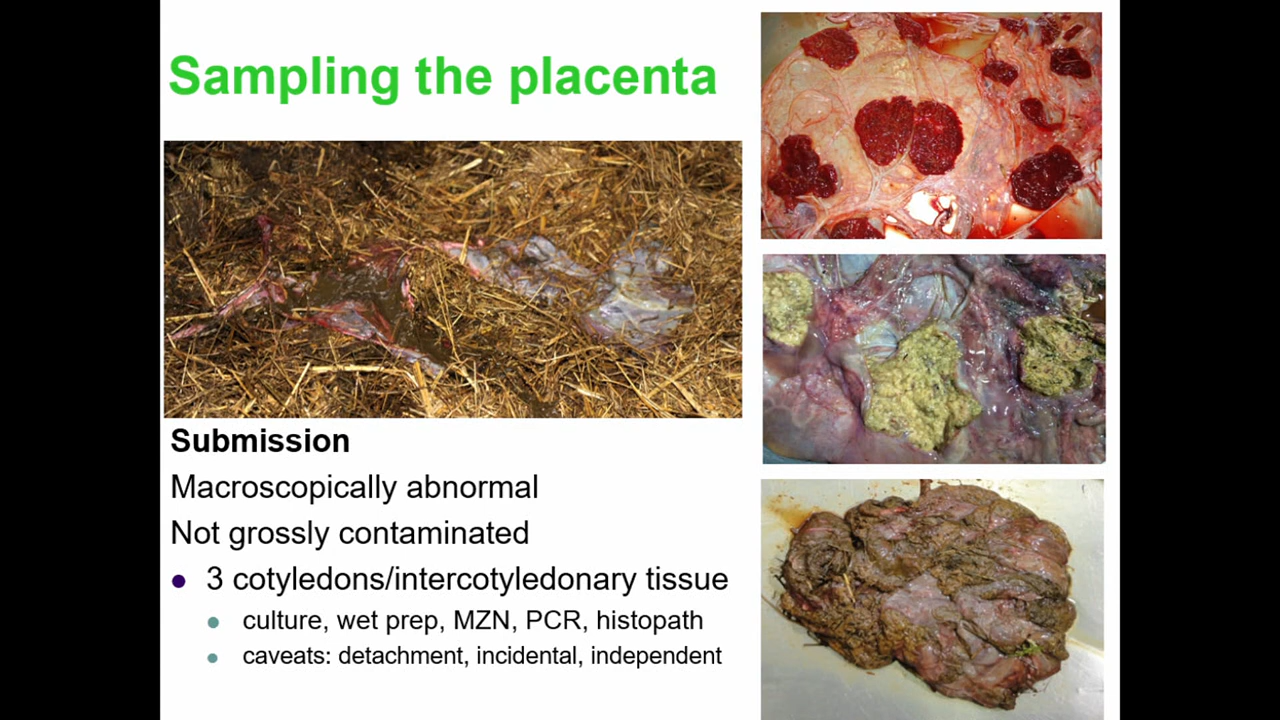 Sampling the placenta
Submission
Macroscopically abnormal
Not grossly contaminated
● 3 cotyledons/intercotyledonary tissue
● culture, wet prep, MZN, PCR, histopath
● caveats: detachment, incidental, independent